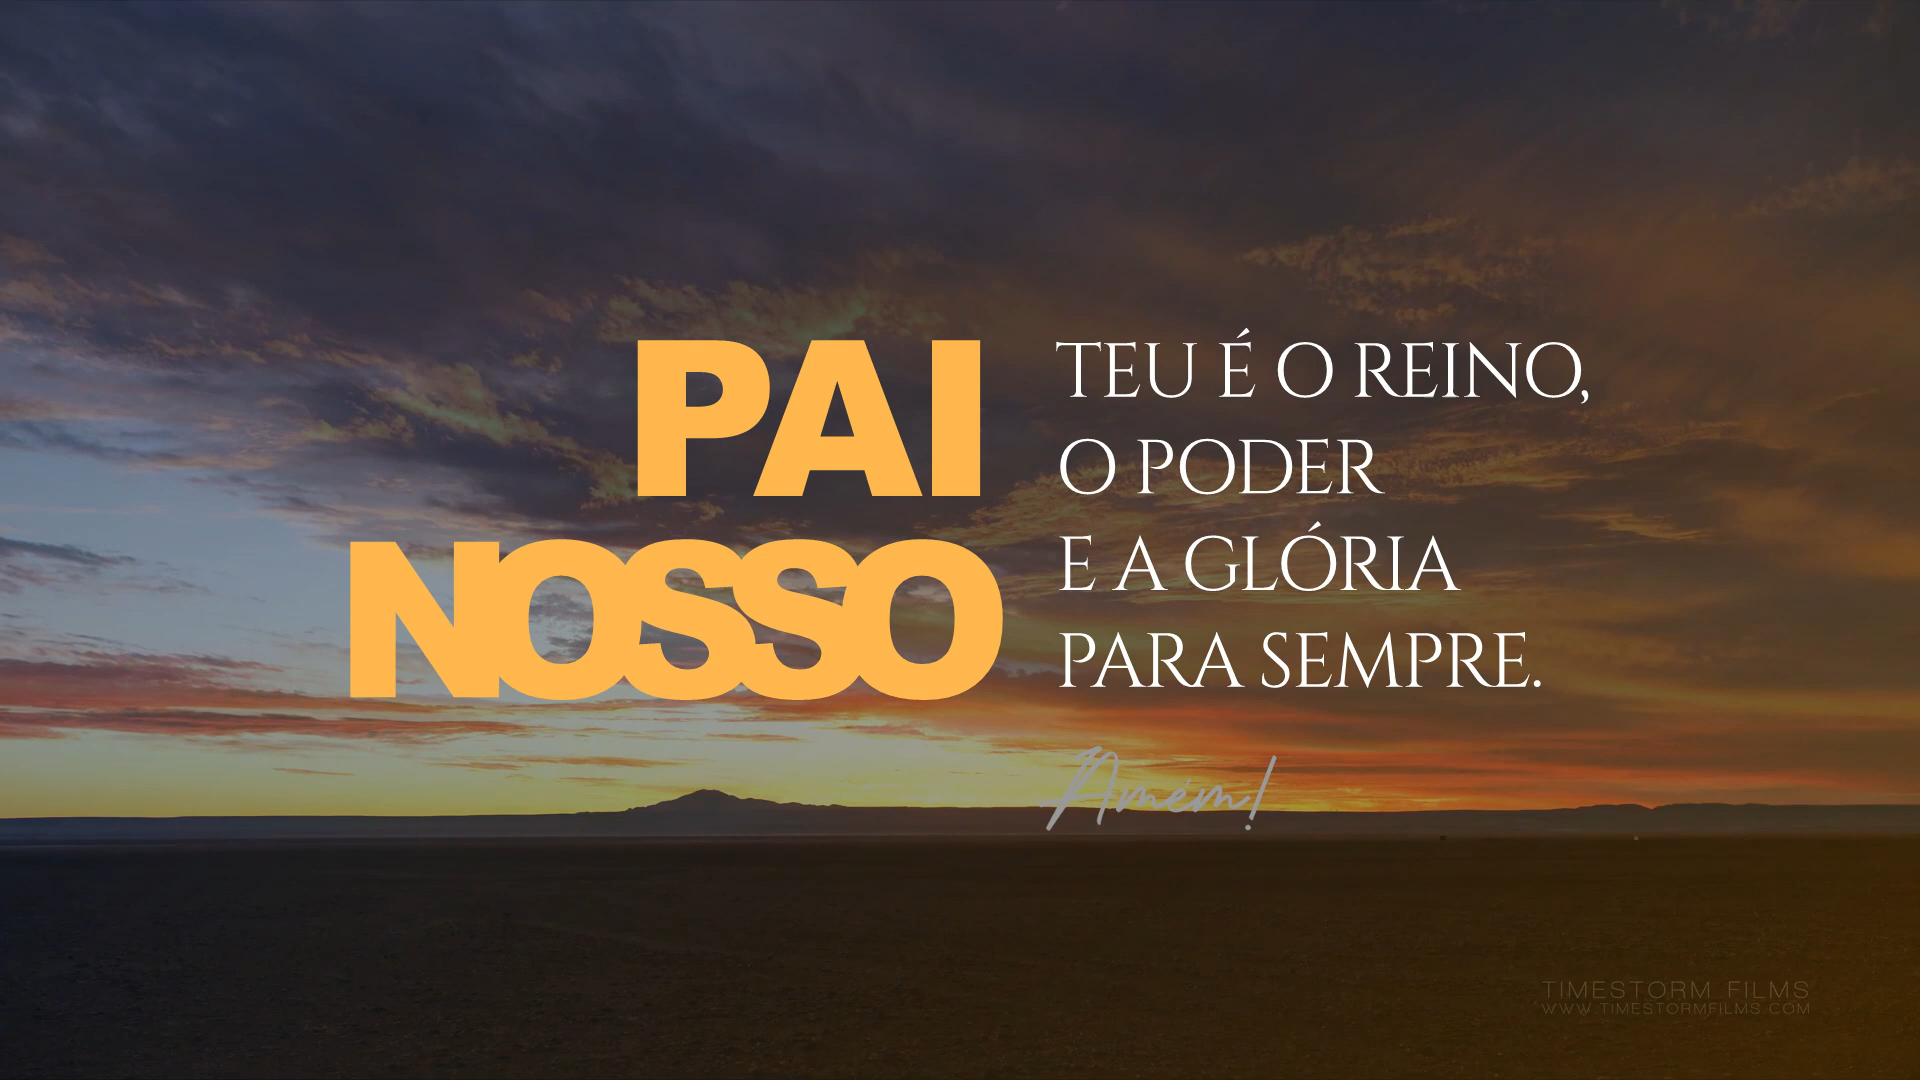 PAI
NOSSO
TEU É O REINO,
O PODER
E A GLÓRIA
PARA SEMPRE.
Amém!
TIMESTORM FILMS
WWW.TIMESTORMFILMS.COM